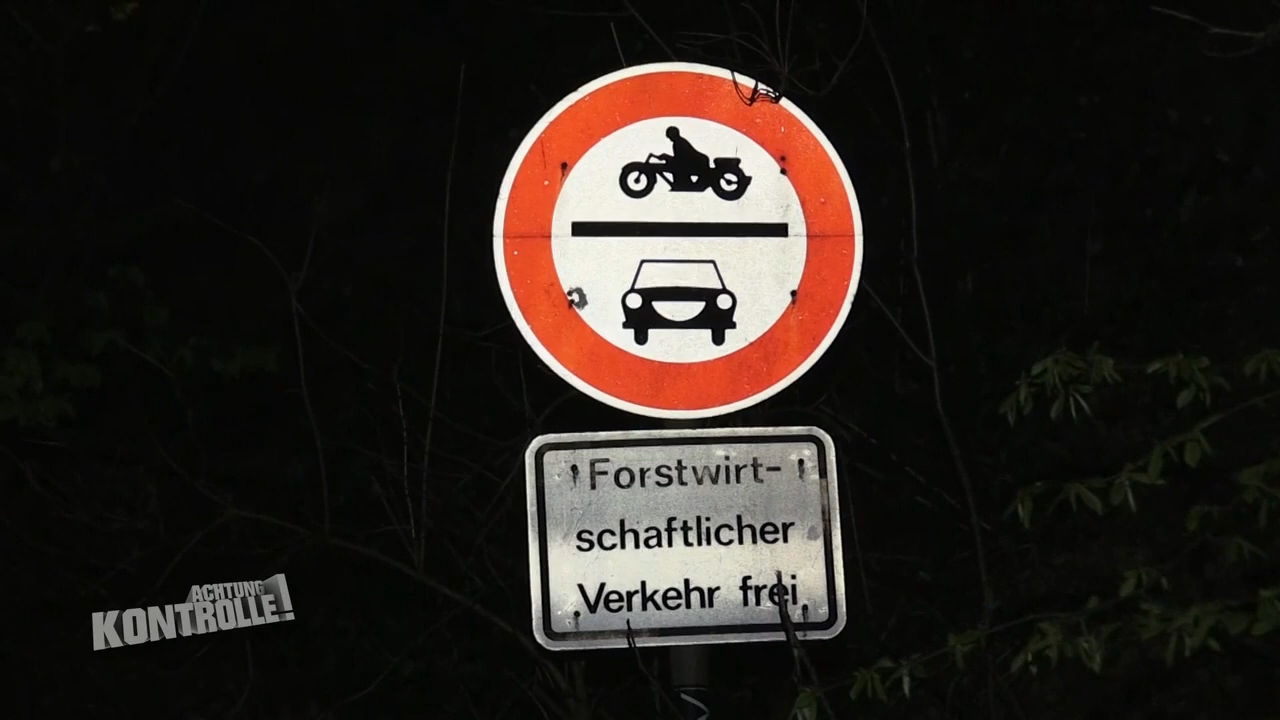 Forstwirt-
schaftlicher
Verkehr frei
ACHTUNG
KONTROLLE!